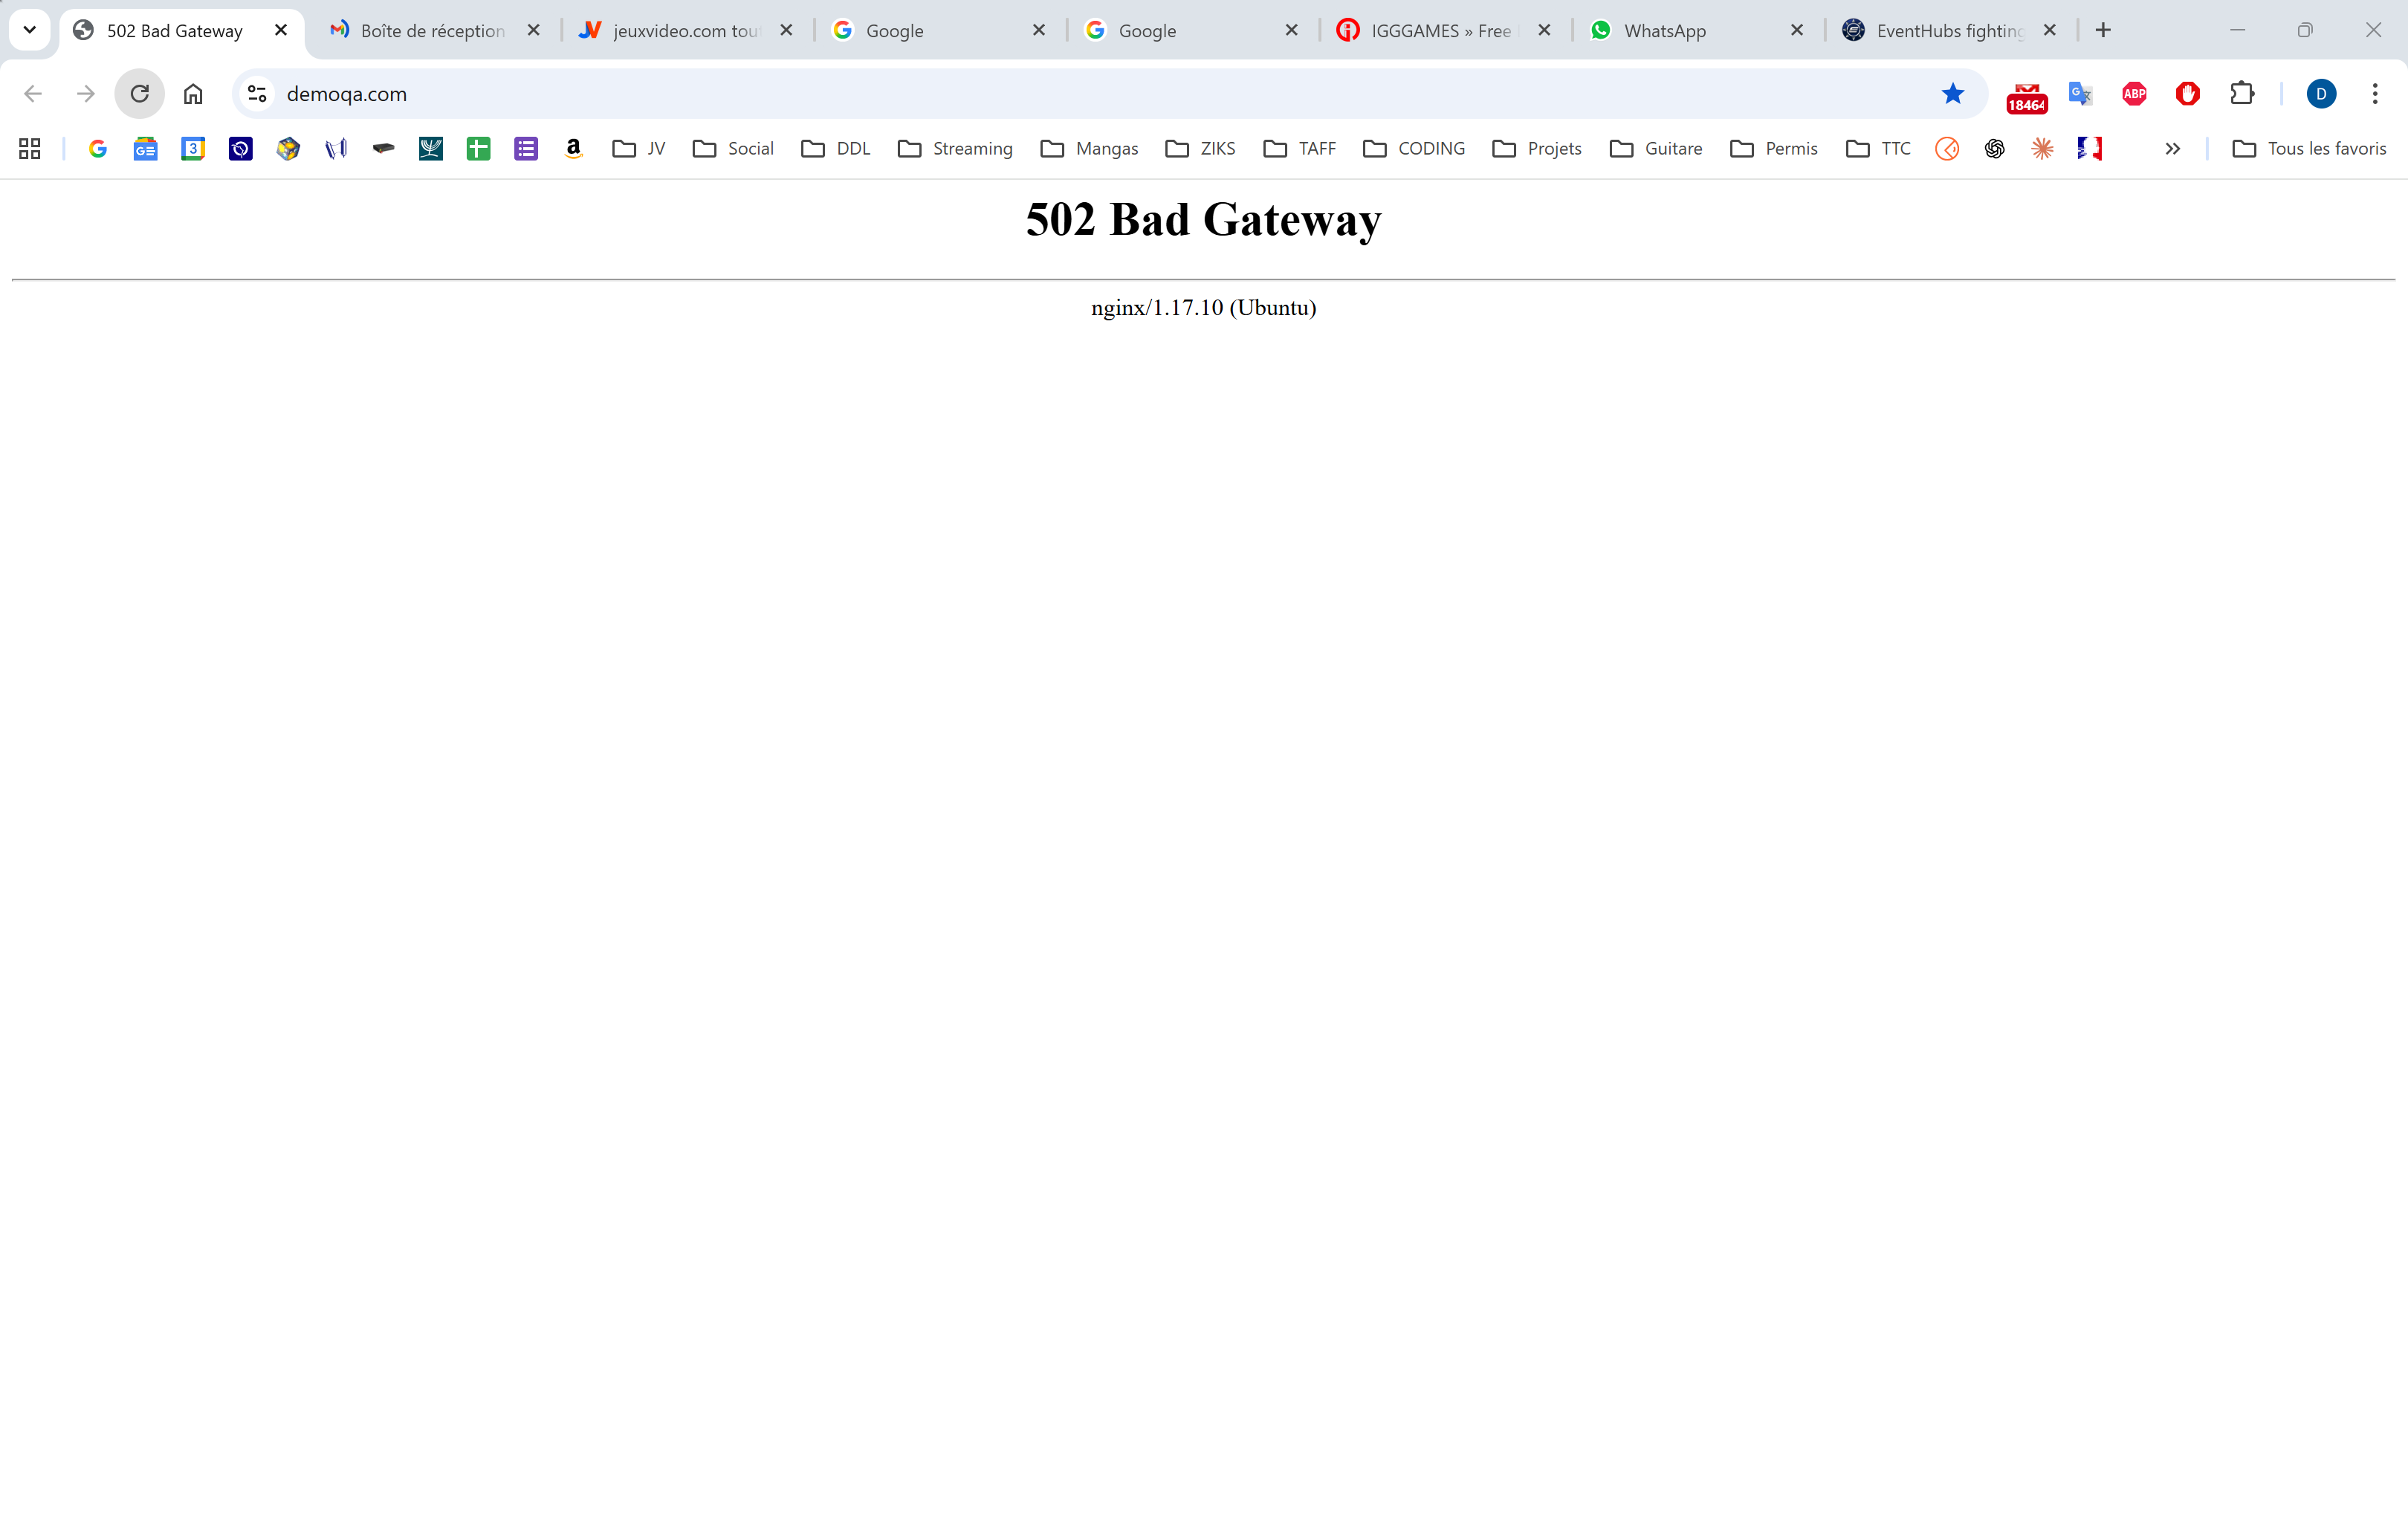 502 Bad Gateway
Boîte de réception
jeuxvideo.com tou
Google
Google
IGGGAMES » Free
WhatsApp
EventHubs fighting
demoqa.com
18464
G
ABP
D
GE
3
a
JV
Social
DDL
Streaming
Mangas
ZIKS
TAFF
CODING
Projets
Guitare
Permis
TTC
Tous les favoris
502 Bad Gateway
nginx/1.17.10 (Ubuntu)